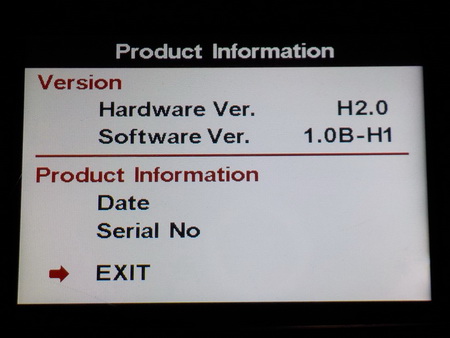 Product Information
Version
Hardware Ver. H2.0
Software Ver. 1.0B-H1
Product Information
Date
Serial No
EXIT